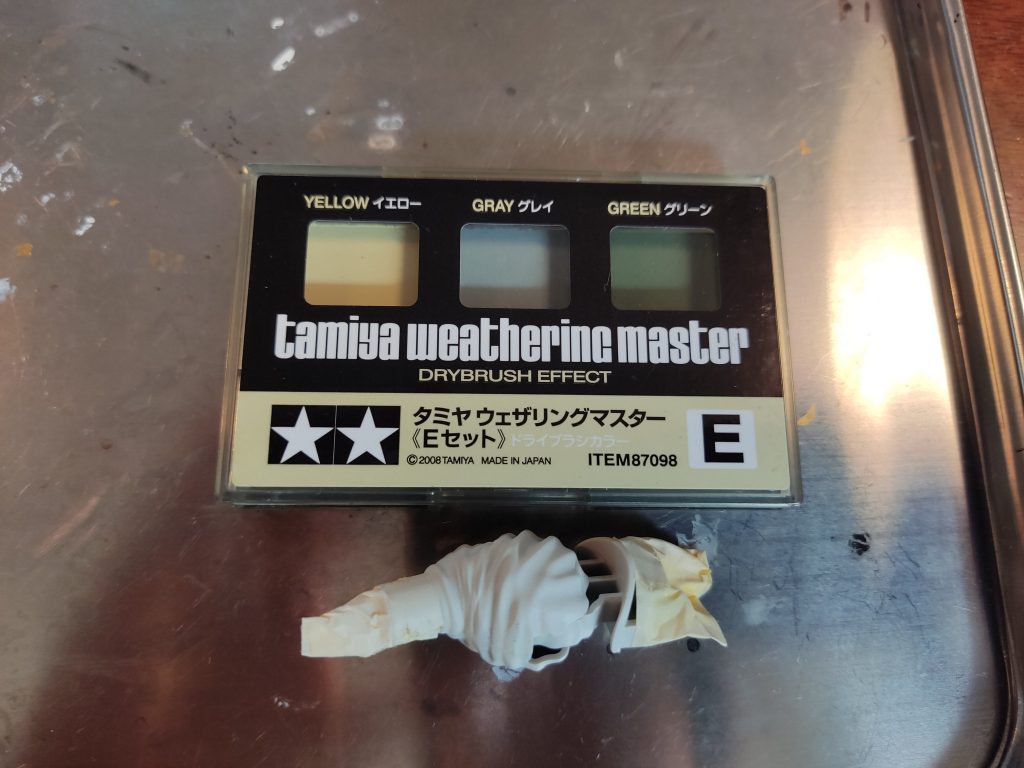 YELLOW イエロー GRAY グレイ GREEN グリーン
tamiya weathering master
DRYBRUSH EFFECT
タミヤ ウェザリングマスター
《Eセット》ドライブラシカラー
©2008 TAMIYA MADE IN JAPAN ITEM87098
E